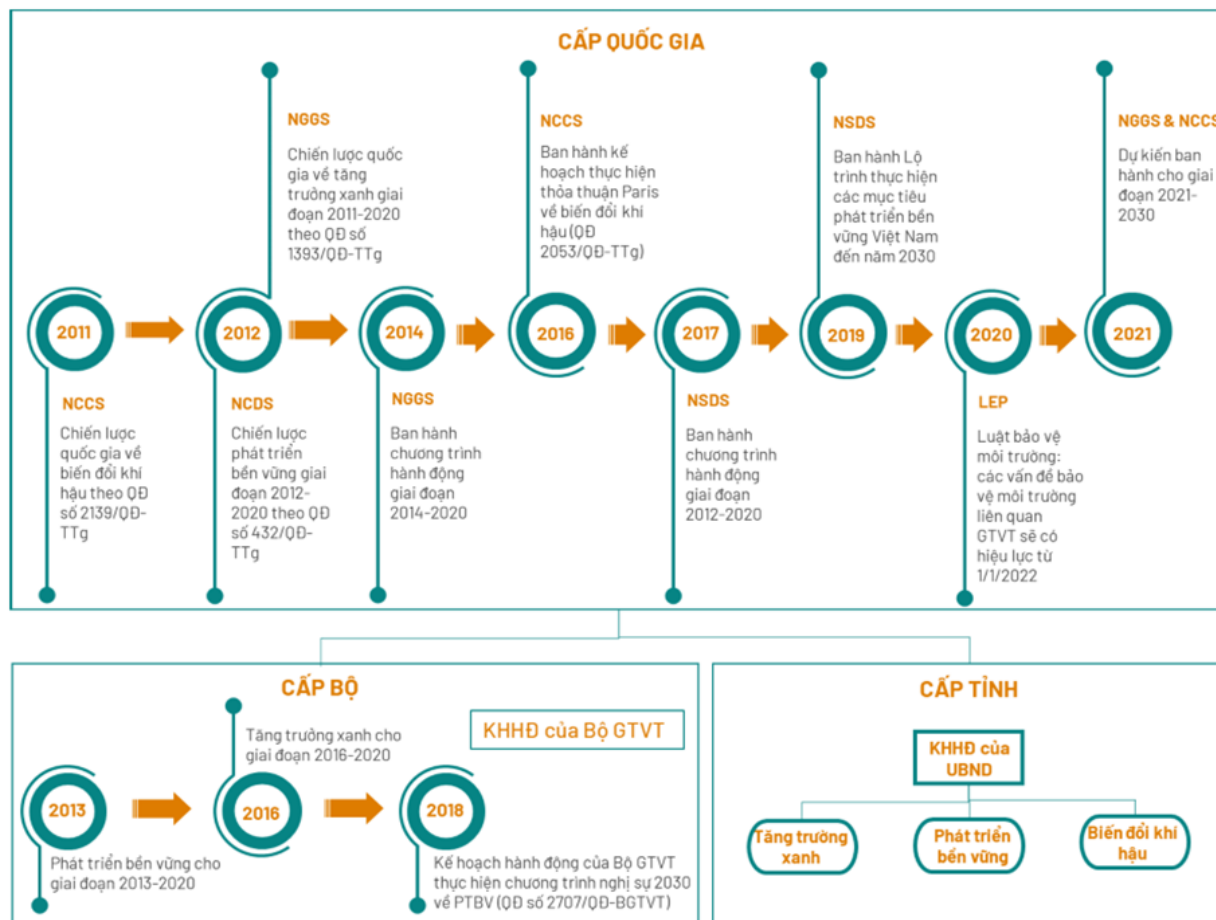 CẤP QUỐC GIA
NGGS
Chiến lược quốc
gia về tăng
trưởng xanh giai
đoạn 2011-2020
theo QĐ số
1393/QĐ-TTg
NCCS
Ban hành kế
hoạch thực hiện
thỏa thuận Paris
về biến đổi khí
hậu (QĐ
2053/QĐ-TTg)
NSDS
Ban hành Lộ
trình thực hiện
các mục tiêu
phát triển bền
vững Việt Nam
đến năm 2030
NGGS & NCCS
Dự kiến ban
hành cho giai
đoạn 2021-
2030
2011
2012
2014
2016
2017
2019
2020
2021
NCCS
Chiến lược
quốc gia về
biến đổi khí
hậu theo QĐ
số 2139/QĐ-
TTg
NCDS
Chiến lược
phát triển
bền vững giai
đoạn 2012-
2020 theo QĐ
số 432/QĐ-
TTg
NGGS
Ban hành
chương trình
hành động
giai đoạn
2014-2020
NSDS
Ban hành
chương trình
hành động
giai đoạn
2012-2020
LEP
Luật bảo vệ
môi trường:
các vấn đề bảo
vệ môi trường
liên quan
GTVT sẽ có
hiệu lực từ
1/1/2022
CẤP BỘ
KHHĐ của Bộ GTVT
Tăng trưởng xanh cho
giai đoạn 2016-2020
2013
2016
2018
Phát triển bền vững cho
giai đoạn 2013-2020
Kế hoạch hành động của Bộ GTVT
thực hiện chương trình nghị sự 2030
về PTBV (QĐ số 2707/QĐ-BGTVT)
CẤP TỈNH
KHHĐ của
UBND
Tăng trường
xanh
Phát triển
bền vững
Biến đổi khí
hậu